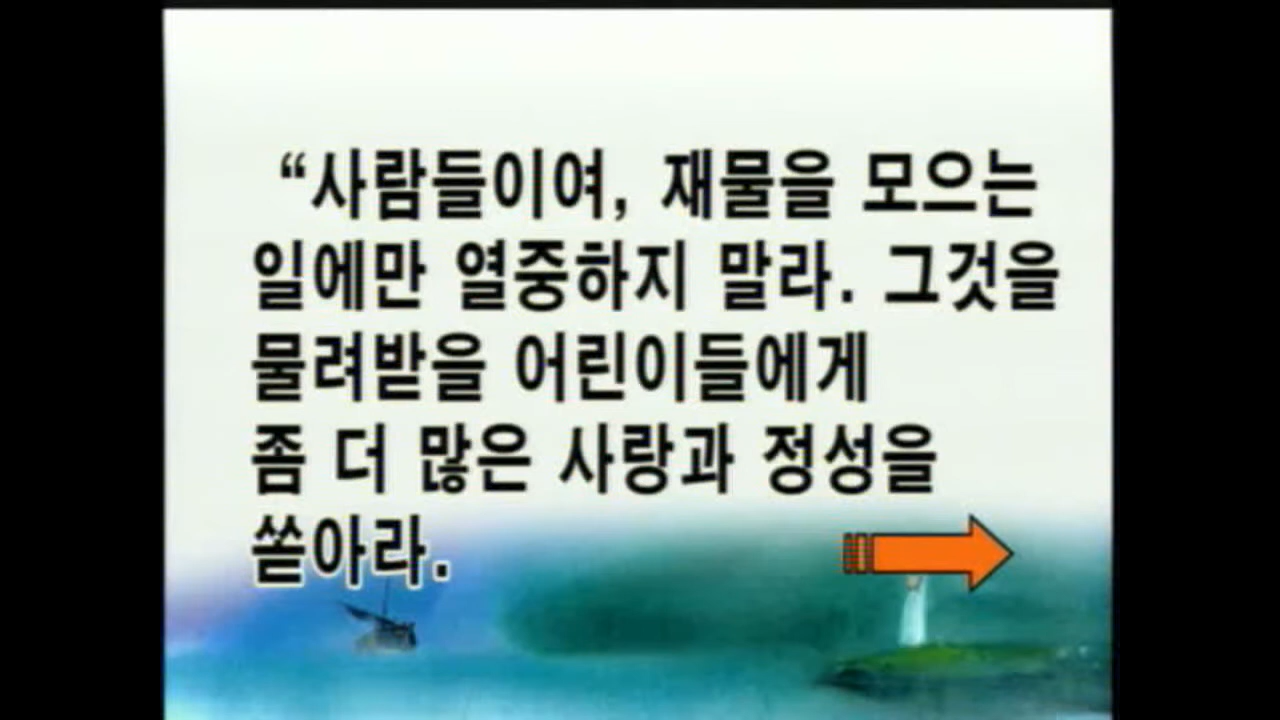 “사람들이여, 재물을 모으는
일에만 열중하지 말라. 그것을
물려받을 어린이들에게
좀 더 많은 사랑과 정성을
쏟아라.